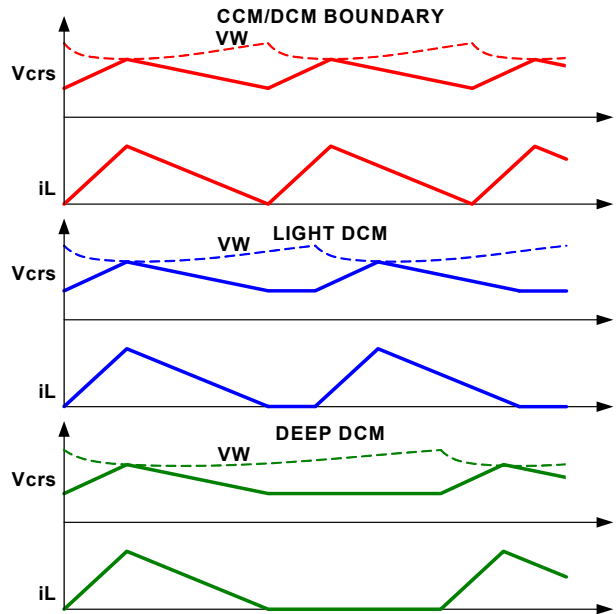 CCM/DCM BOUNDARY
VW
Vcrs
iL
LIGHT DCM
VW
Vcrs
iL
DEEP DCM
VW
Vcrs
iL